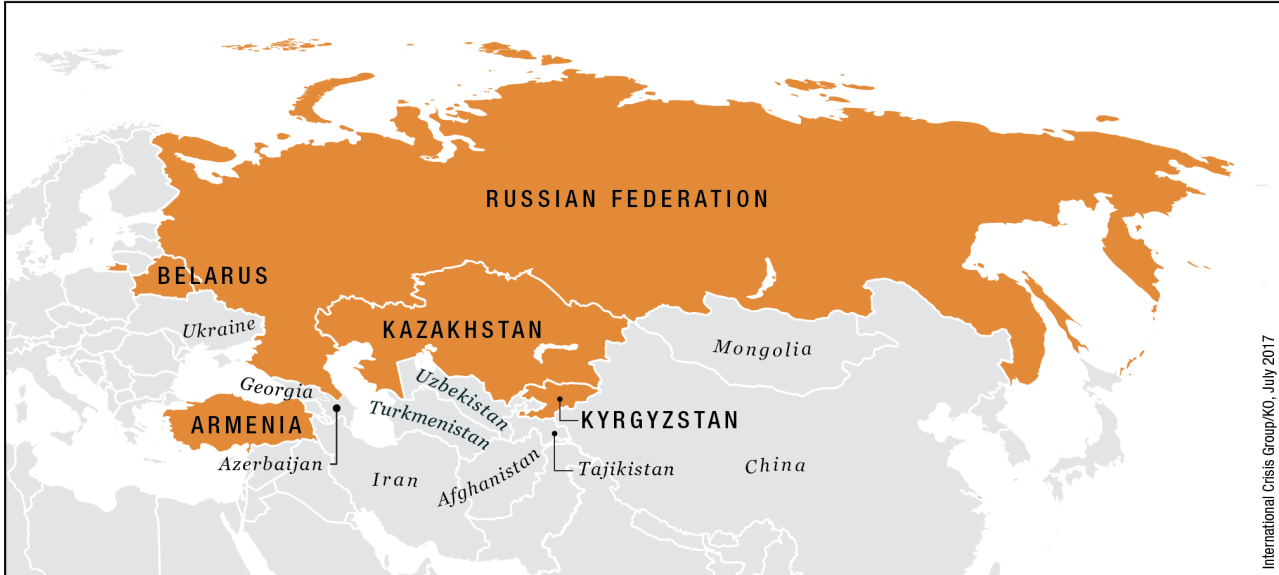 RUSSIAN FEDERATION
BELARUS
Ukraine
KAZAKHSTAN
Mongolia
Georgia
Uzbekistan
Turkmenistan
ARMENIA
KYRGYZSTAN
Azerbaijan
Iran
Afghanistan
Tajikistan
China
International Crisis Group/KO, July 2017